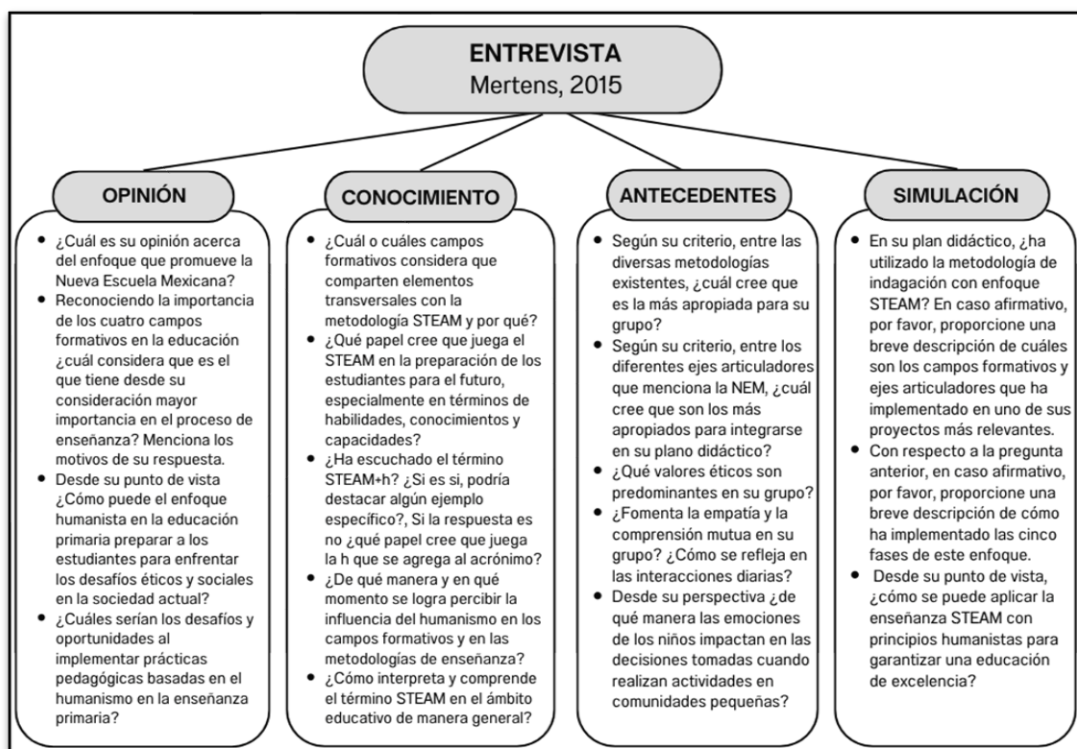 ENTREVISTA
Mertens, 2015
OPINIÓN
• ¿Cuál es su opinión acerca
del enfoque que promueve la
Nueva Escuela Mexicana?
• Reconociendo la importancia
de los cuatro campos
formativos en la educación
¿cuál considera que es el
que tiene desde su
consideración mayor
importancia en el proceso de
enseñanza? Menciona los
motivos de su respuesta.
• Desde su punto de vista
¿Cómo puede el enfoque
humanista en la educación
primaria preparar a los
estudiantes para enfrentar
los desafíos éticos y sociales
en la sociedad actual?
• ¿Cuáles serían los desafíos y
oportunidades al
implementar prácticas
pedagógicas basadas en el
humanismo en la enseñanza
primaria?
CONOCIMIENTO
• ¿Cuál o cuáles campos
formativos considera que
comparten elementos
transversales con la
metodología STEAM y por qué?
• ¿Qué papel cree que juega el
STEAM en la preparación de los
estudiantes para el futuro,
especialmente en términos de
habilidades, conocimientos y
capacidades?
• ¿Ha escuchado el término
STEAM+h? ¿Si es si, podría
destacar algún ejemplo
específico?, Si la respuesta es
no ¿qué papel cree que juega
la h que se agrega al acrónimo?
• ¿De qué manera y en qué
momento se logra percibir la
influencia del humanismo en los
campos formativos y en las
metodologías de enseñanza?
• ¿Cómo interpreta y comprende
el término STEAM en el ámbito
educativo de manera general?
ANTECEDENTES
• Según su criterio, entre las
diversas metodologías
existentes, ¿cuál cree que
es la más apropiada para su
grupo?
• Según su criterio, entre los
diferentes ejes articuladores
que menciona la NEM, ¿cuál
cree que son los más
apropiados para integrarse
en su plano didáctico?
• ¿Qué valores éticos son
predominantes en su grupo?
• ¿Fomenta la empatía y la
comprensión mutua en su
grupo? ¿Cómo se refleja en
las interacciones diarias?
• Desde su perspectiva ¿de
qué manera las emociones
de los niños impactan en las
decisiones tomadas cuando
realizan actividades en
comunidades pequeñas?
SIMULACIÓN
• En su plan didáctico, ¿ha
utilizado la metodología de
indagación con enfoque
STEAM? En caso afirmativo,
por favor, proporcione una
breve descripción de cuáles
son los campos formativos y
ejes articuladores que ha
implementado en uno de sus
proyectos más relevantes.
• Con respecto a la pregunta
anterior, en caso afirmativo,
por favor, proporcione una
breve descripción de cómo
ha implementado las cinco
fases de este enfoque.
• Desde su punto de vista,
¿cómo se puede aplicar la
enseñanza STEAM con
principios humanistas para
garantizar una educación
de excelencia?